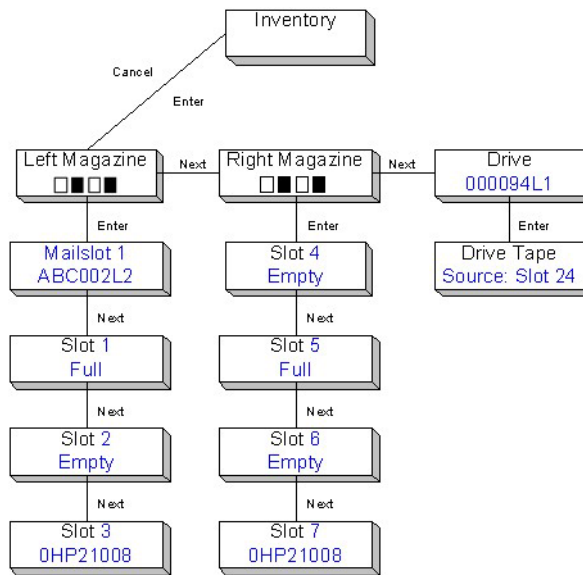 Inventory
Cancel
Enter
Left Magazine
Next
Right Magazine
Next
Drive
000094L1
Enter
Enter
Enter
Mailslot 1
ABC002L2
Slot 4
Empty
Drive Tape
Source: Slot 24
Next
Next
Slot 1
Full
Slot 5
Full
Next
Next
Slot 2
Empty
Slot 6
Empty
Next
Next
Slot 3
0HP21008
Slot 7
0HP21008